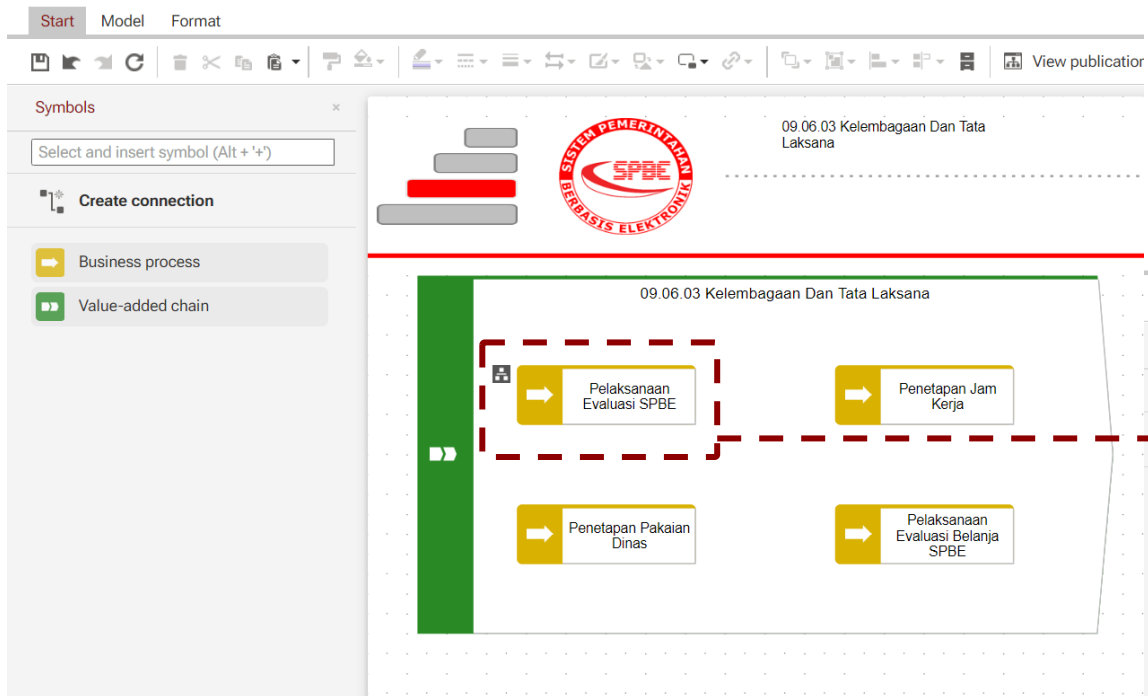 Start Model Format
View publication
Symbols
×
Select and insert symbol (Alt + '+')
Create connection
Business process
Value-added chain
SISTEM PEMERINTAHAN
SPBE
BERBASIS ELEKTRONIK
09.06.03 Kelembagaan Dan Tata
Laksana
09.06.03 Kelembagaan Dan Tata Laksana
Pelaksanaan
Evaluasi SPBE
Penetapan Jam
Kerja
Penetapan Pakaian
Dinas
Pelaksanaan
Evaluasi Belanja
SPBE